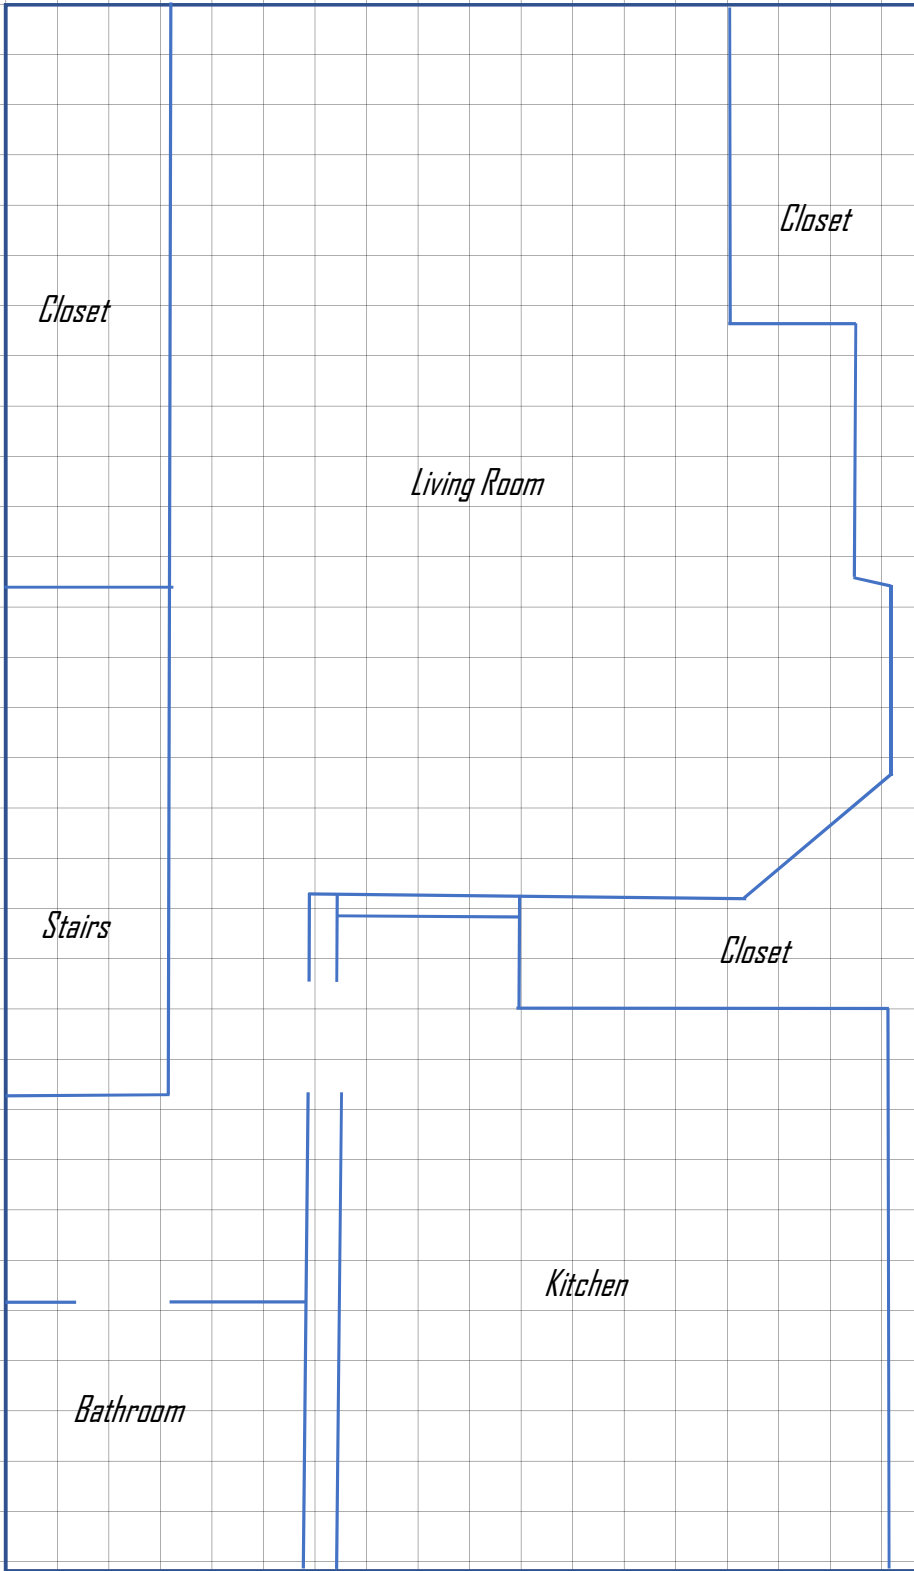 Closet
Closet
Living Room
Stairs
Closet
Kitchen
Bathroom